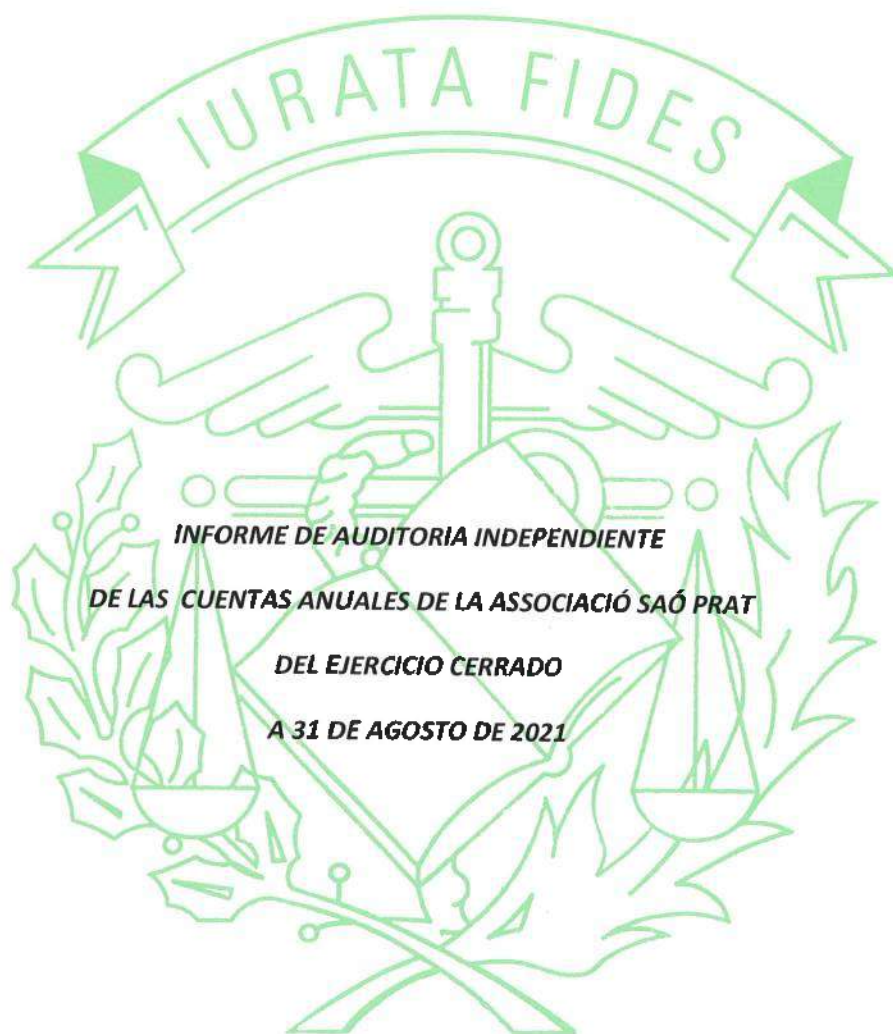 IURATA FIDES
INFORME DE AUDITORIA INDEPENDIENTE
DE LAS CUENTAS ANUALES DE LA ASSOCIACIÓ SAÓ PRAT
DEL EJERCICIO CERRADO
A 31 DE AGOSTO DE 2021